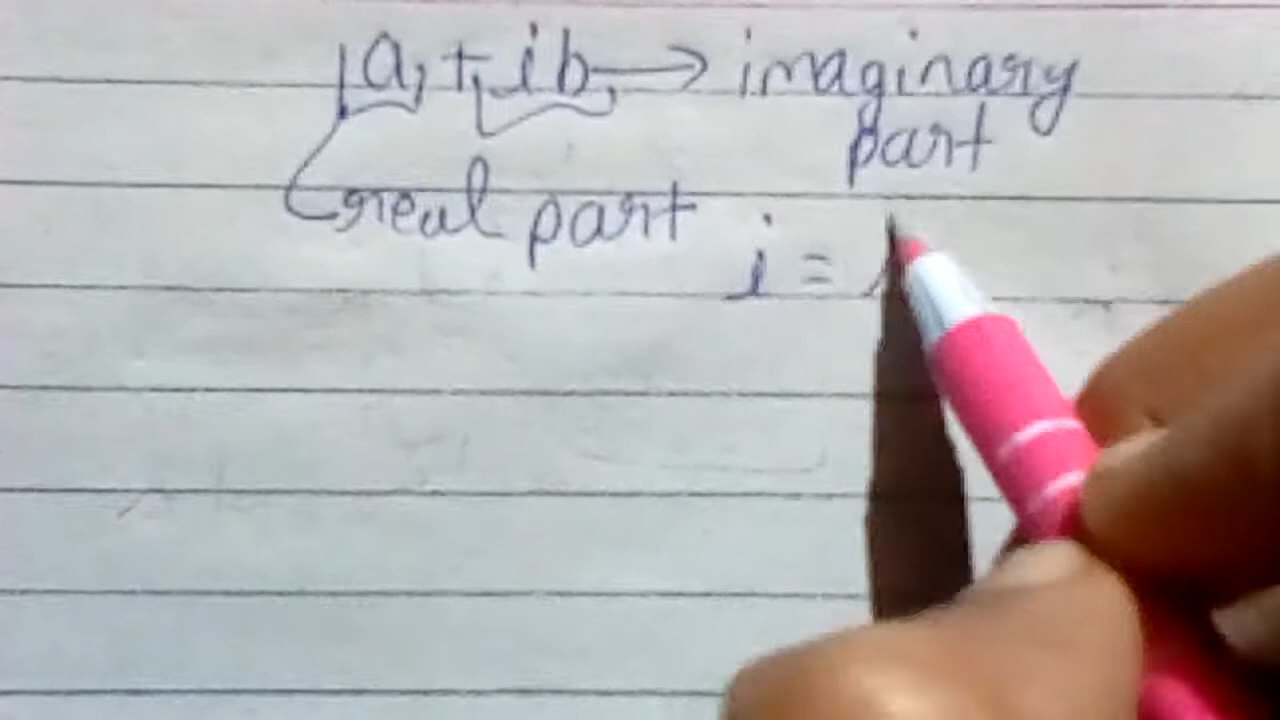 a + ib → imaginary
part
real part
i =